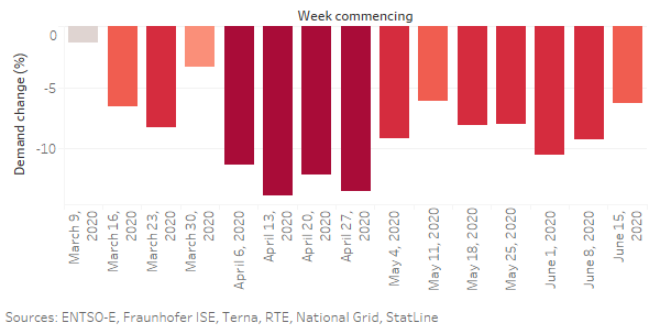 Week commencing
Demand change (%)
0
-5
-10
March 9,
2020
March 16,
2020
March 23,
2020
March 30,
2020
April 6, 2020
April 13,
2020
April 20,
2020
April 27,
2020
May 4, 2020
May 11, 2020
May 18, 2020
May 25, 2020
June 1, 2020
June 8, 2020
June 15,
2020
Sources: ENTSO-E, Fraunhofer ISE, Terna, RTE, National Grid, StatLine